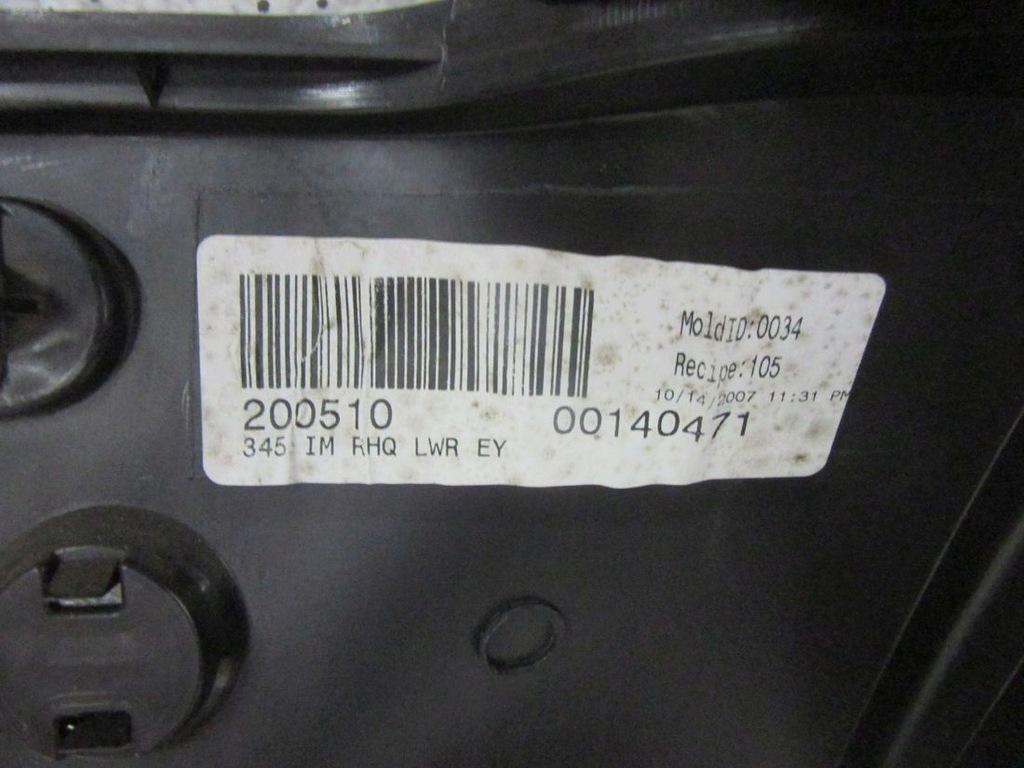 MoldID:0034
Recipe:105
10/14/2007 11:31 PM
200510 00140471
345 IM RHQ LWR EY